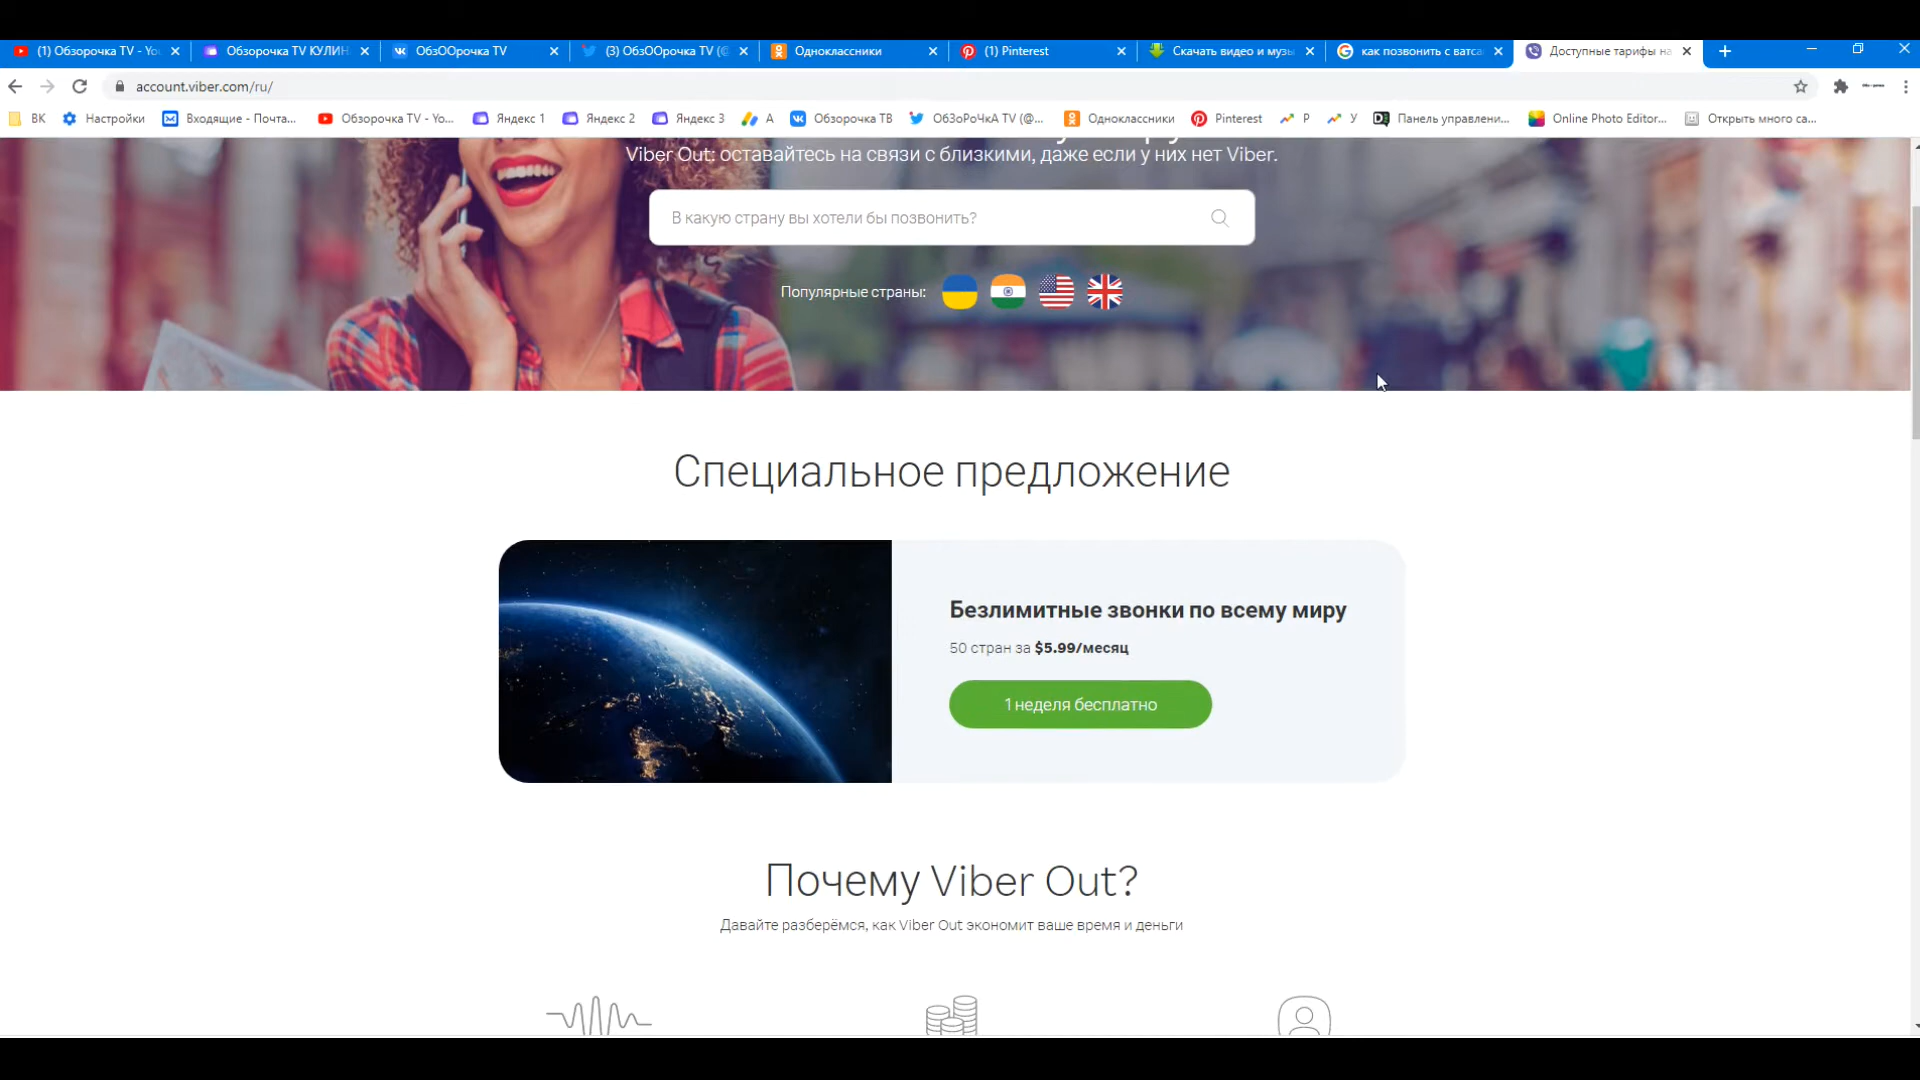 (1) Обзорочка TV - You
Обзорочка TV КУЛИН
ОбзООрочка TV
(3) ОбзООрочка TV (@
Одноклассники
(1) Pinterest
Скачать видео и музы
как позвонить с ватса
Доступные тарифы на
account.viber.com/ru/
ВК
Настройки
Входящие - Почта...
Обзорочка TV - Yo...
Яндекс 1
Яндекс 2
Яндекс 3
А
Обзорочка ТВ
ОбЗоРоЧкА TV (@...
Одноклассники
Pinterest
Р
У
Панель управлени...
Online Photo Editor...
Открыть много са...
Viber Out: оставайтесь на связи с близкими, даже если у них нет Viber.
В какую страну вы хотели бы позвонить?
Популярные страны:
Специальное предложение
Безлимитные звонки по всему миру
50 стран за $5.99/месяц
1 неделя бесплатно
Почему Viber Out?
Давайте разберёмся, как Viber Out экономит ваше время и деньги